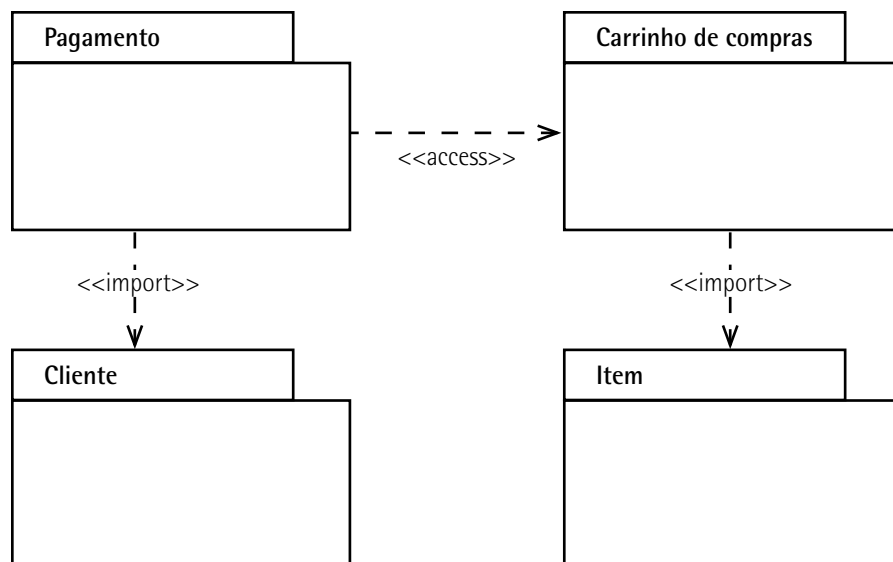 Pagamento
Carrinho de compras
<<access>>
<<import>>
<<import>>
Cliente
Item